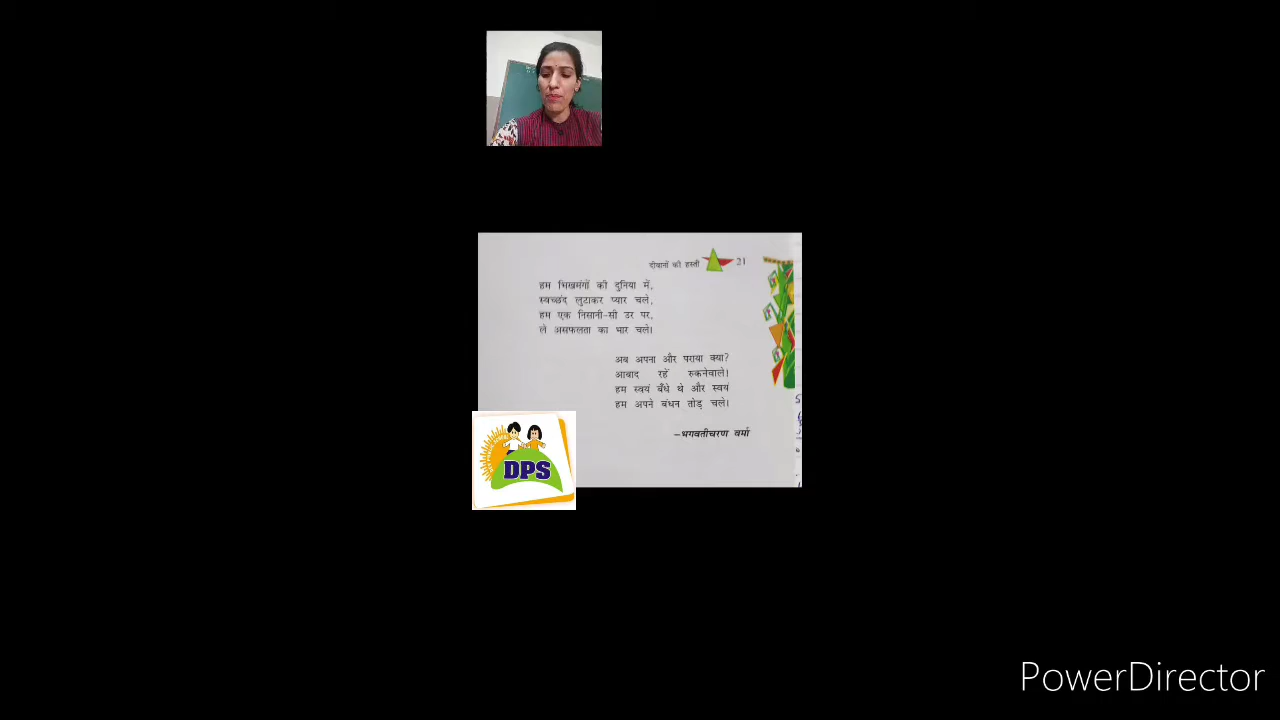 दीवानों की हस्ती 21
हम भिखमंगों की दुनिया में,
स्वच्छंद लुटाकर प्यार चले,
हम एक निसानी-सी उर पर,
ले असफलता का भार चले।
अब अपना और पराया क्या?
आबाद रहें रुकनेवाले!
हम स्वयं बँधे थे और स्वयं
हम अपने बंधन तोड़ चले।
–भगवतीचरण वर्मा
DPS
PowerDirector